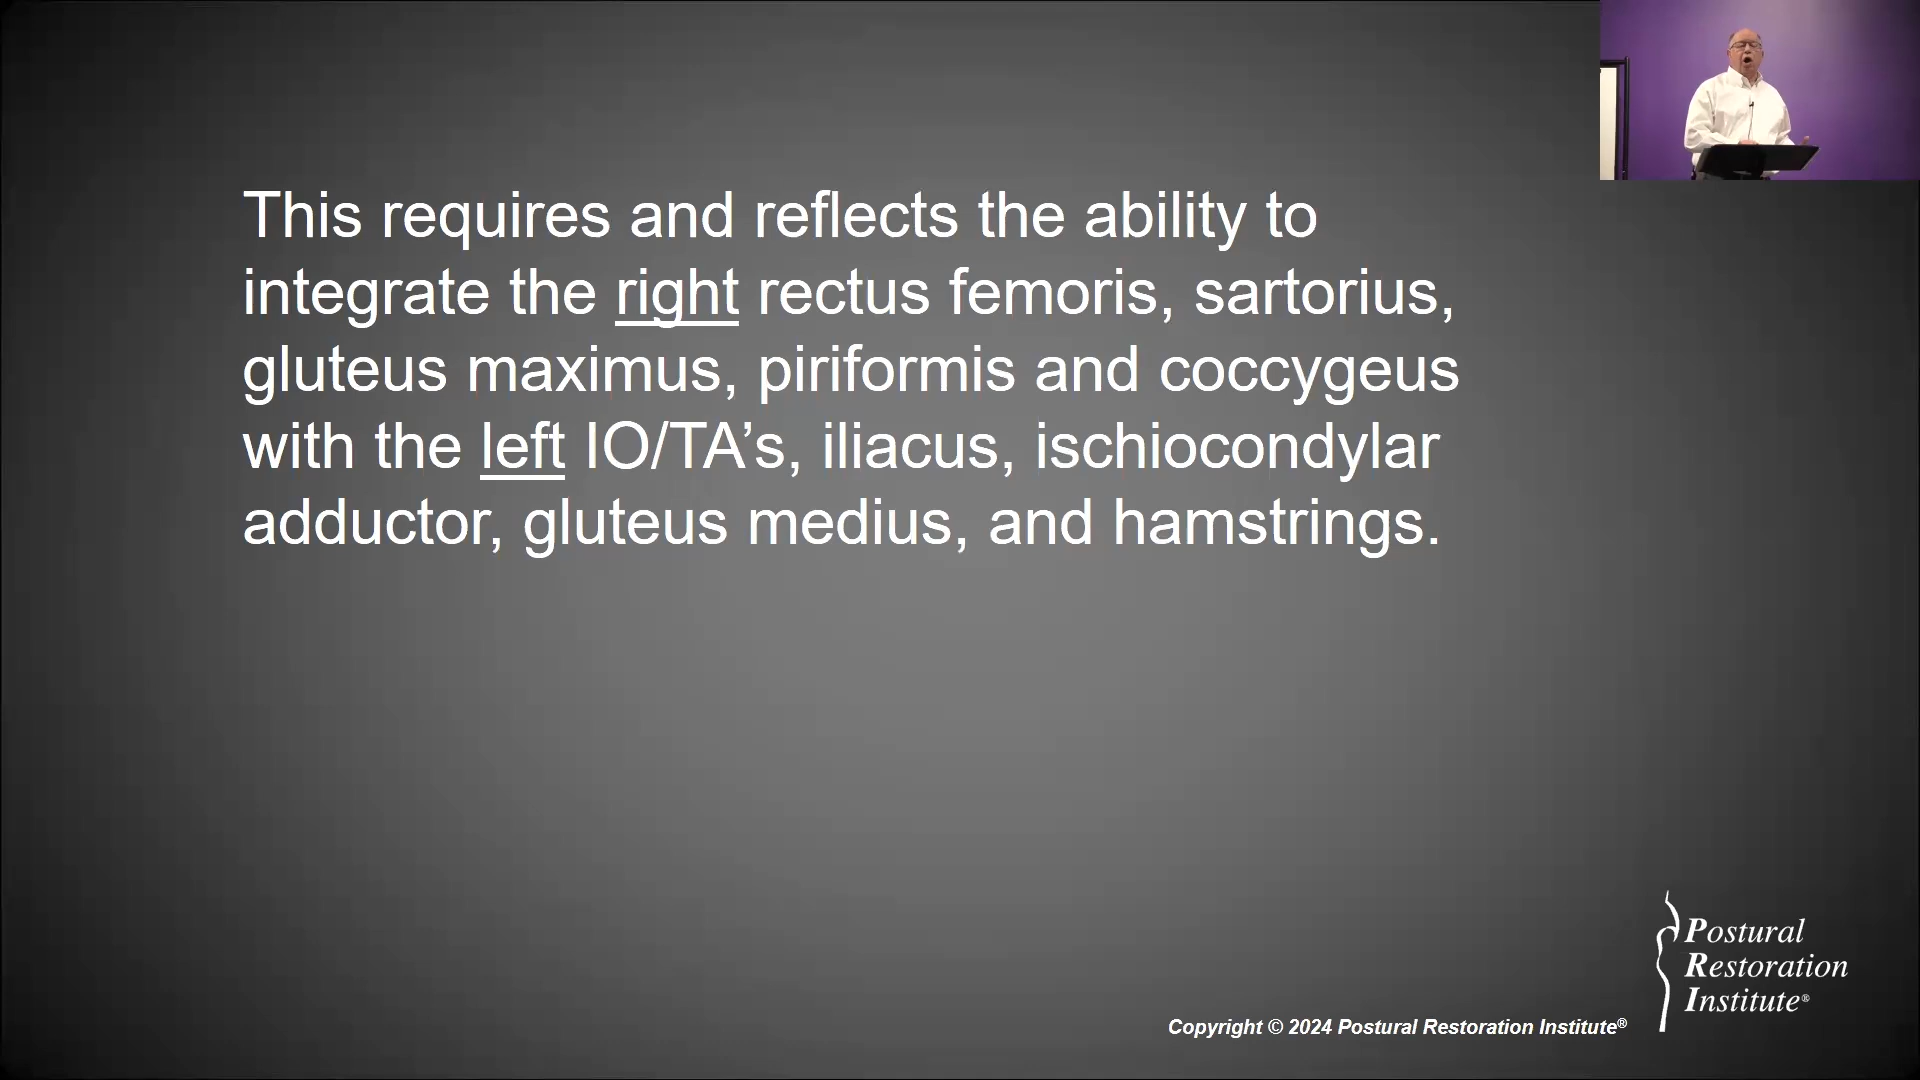 This requires and reflects the ability to
integrate the right rectus femoris, sartorius,
gluteus maximus, piriformis and coccygeus
with the left IO/TA’s, iliacus, ischiocondylar
adductor, gluteus medius, and hamstrings.
Postural
Restoration
Institute®
Copyright © 2024 Postural Restoration Institute®